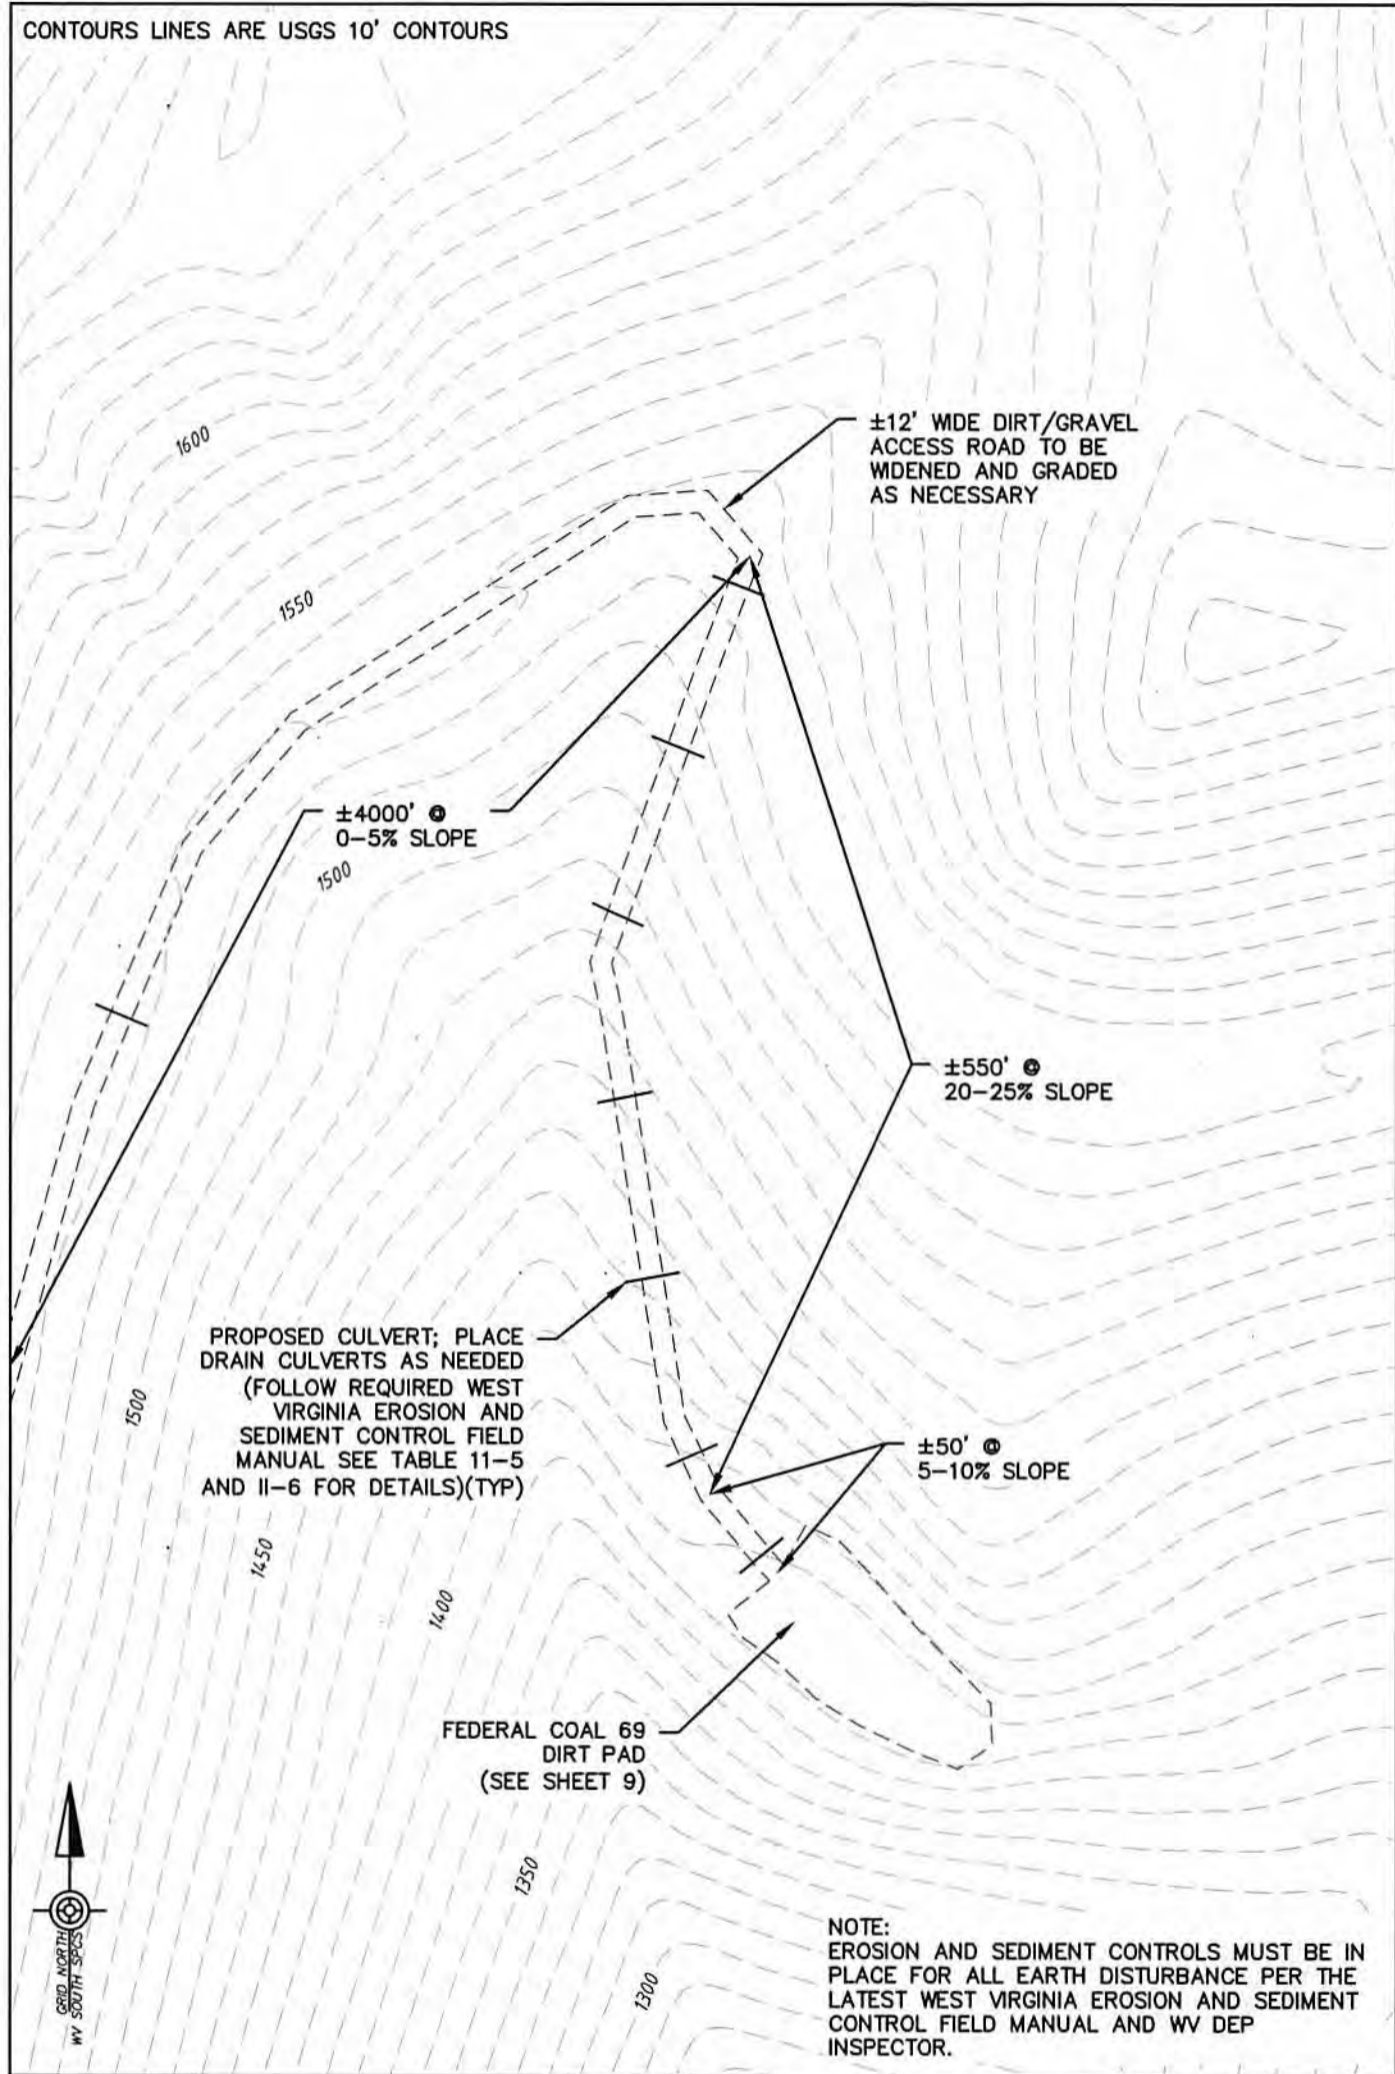 CONTOURS LINES ARE USGS 10' CONTOURS
1600
±12' WIDE DIRT/GRAVEL
ACCESS ROAD TO BE
WIDENED AND GRADED
AS NECESSARY
1550
±4000' @
0-5% SLOPE
1500
±550' @
20-25% SLOPE
PROPOSED CULVERT; PLACE
DRAIN CULVERTS AS NEEDED
(FOLLOW REQUIRED WEST
VIRGINIA EROSION AND
SEDIMENT CONTROL FIELD
MANUAL SEE TABLE 11-5
AND II-6 FOR DETAILS)(TYP)
1500
±50' @
5-10% SLOPE
1450
1400
FEDERAL COAL 69
DIRT PAD
(SEE SHEET 9)
1350
1300
GRID NORTH
WV SOUTH SPCS
NOTE:
EROSION AND SEDIMENT CONTROLS MUST BE IN
PLACE FOR ALL EARTH DISTURBANCE PER THE
LATEST WEST VIRGINIA EROSION AND SEDIMENT
CONTROL FIELD MANUAL AND WV DEP
INSPECTOR.